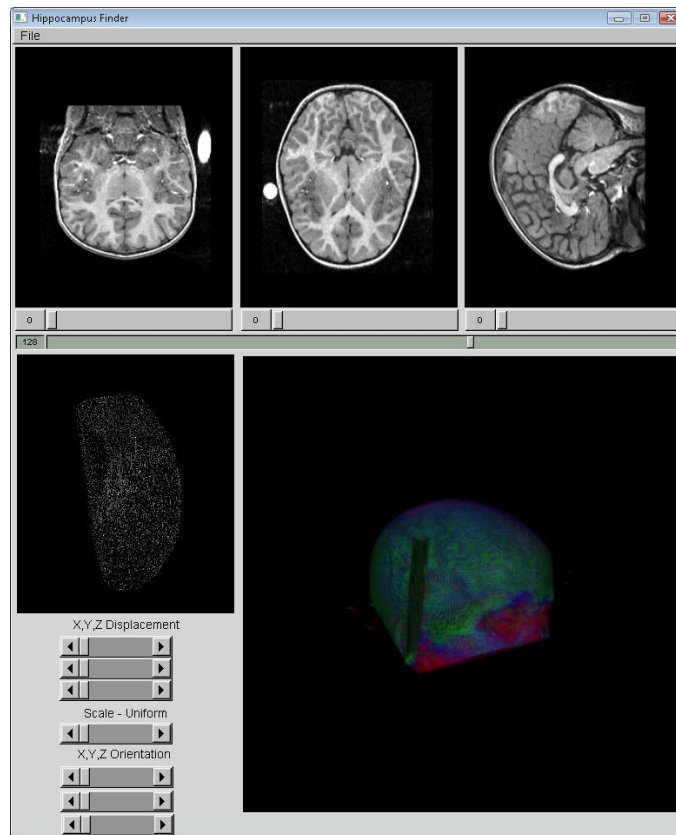 Hippocampus Finder
File
0
0
0
128
X,Y,Z Displacement
Scale - Uniform
X,Y,Z Orientation